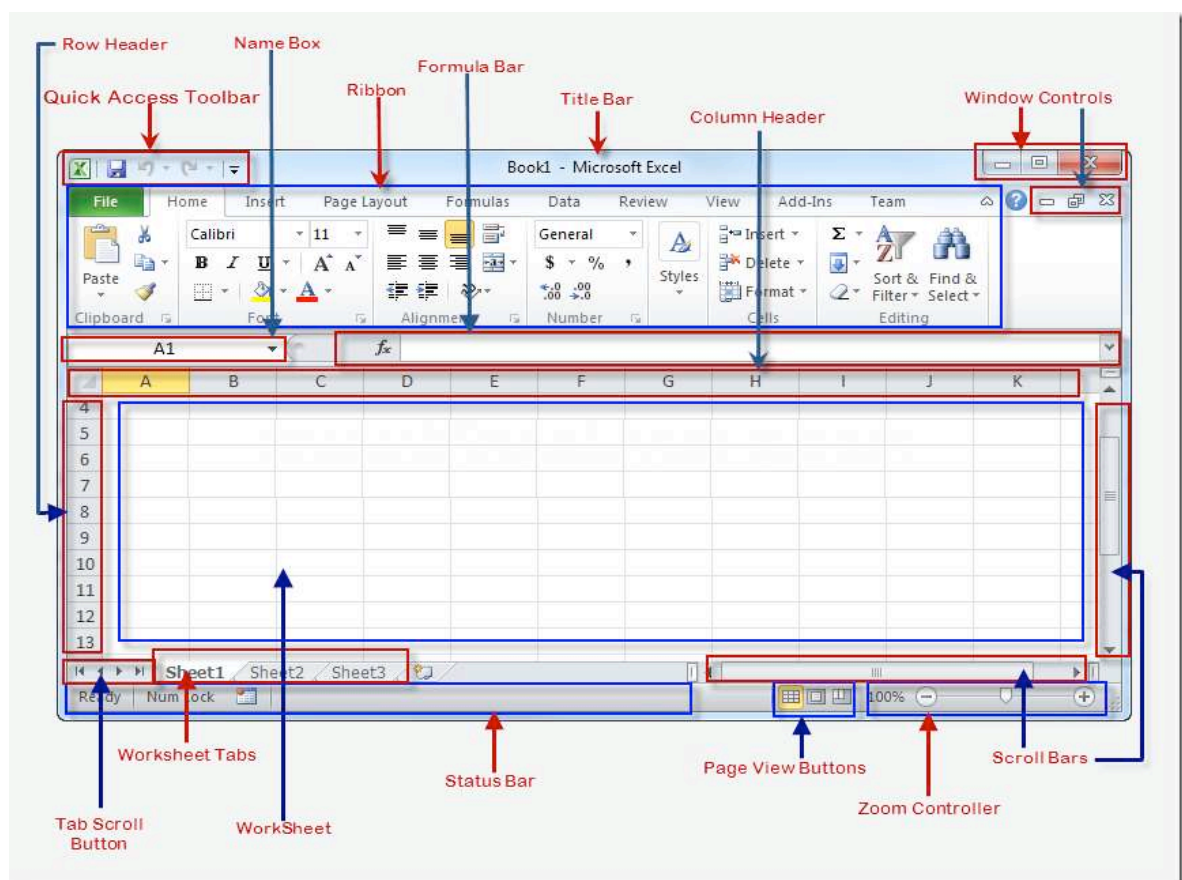 Row Header
Name Box
Formula Bar
Quick Access Toolbar
Ribbon
Title Bar
Column Header
Window Controls
Book1 - Microsoft Excel
File Home Insert Page Layout Formulas Data Review View Add-Ins Team
Calibri 11 General Insert Σ
Paste B I U A A $ % , Styles Delete Sort & Find &
A .00 .0 Format Filter Select
Clipboard Font Alignment Number Cells Editing
A1 fx
A B C D E F G H I J K
4
5
6
7
8
9
10
11
12
13
Sheet1 Sheet2 Sheet3
Ready Num Lock 100%
Worksheet Tabs
Status Bar
Page View Buttons
Scroll Bars
Zoom Controller
Tab Scroll
Button
WorkSheet